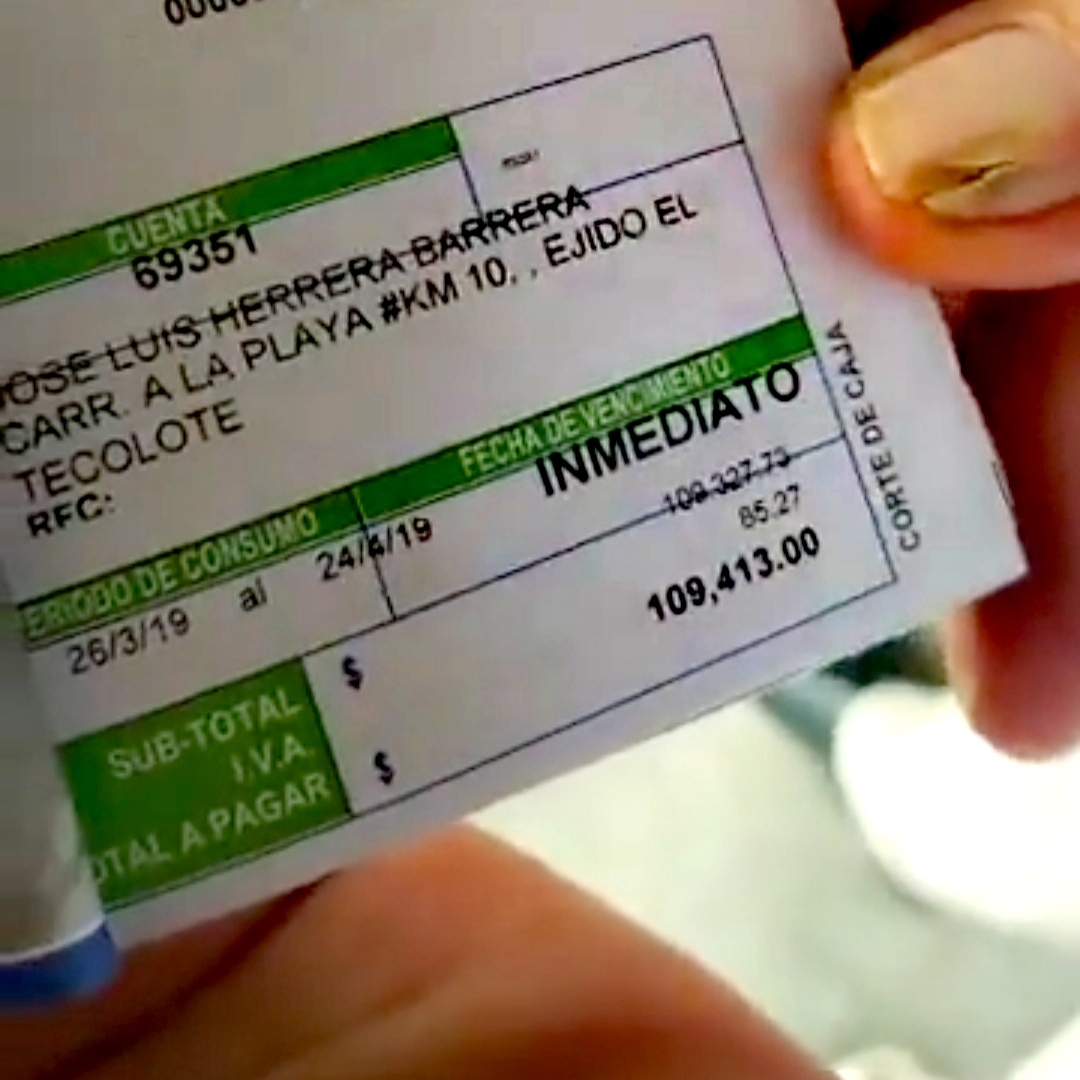 CUENTA
69351
JOSE LUIS HERRERA BARRERA
CARR. A LA PLAYA #KM 10, , EJIDO EL
TECOLOTE
RFC:
ERIODO DE CONSUMO FECHA DE VENCIMIENTO
26/3/19 al 24/4/19 INMEDIATO
SUB-TOTAL $ 109,327.73
I.V.A. 85.27
OTAL A PAGAR $ 109,413.00
CORTE DE CAJA